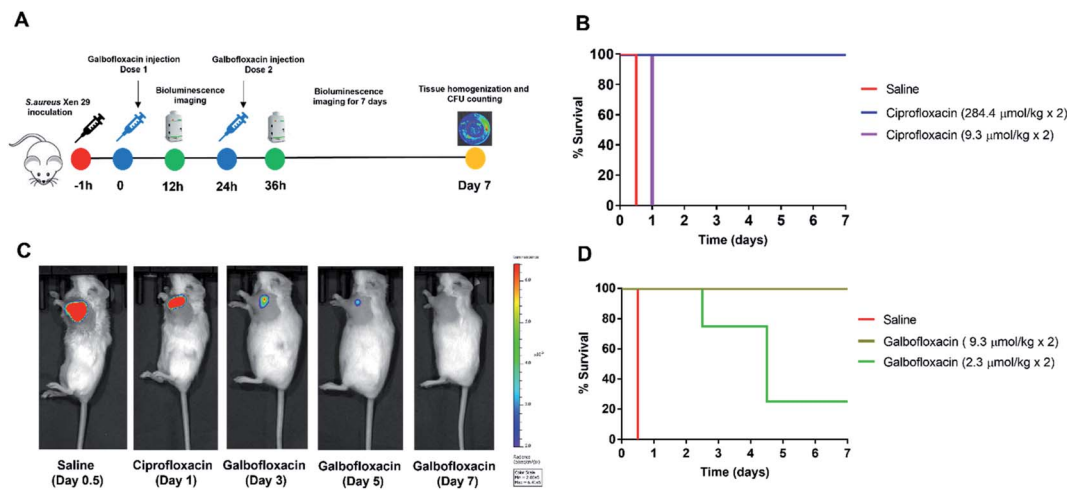 A
Galbofloxacin injection
Dose 1
Galbofloxacin injection
Dose 2
S.aureus Xen 29
inoculation
Bioluminescence
imaging
Bioluminescence
imaging for 7 days
Tissue homogenization and
CFU counting
-1h
0
12h
24h
36h
Day 7
B
% Survival
100
80
60
40
20
0
0 1 2 3 4 5 6 7
Time (days)
Saline
Ciprofloxacin (284.4 μmol/kg x 2)
Ciprofloxacin (9.3 μmol/kg x 2)
C
Saline
(Day 0.5)
Ciprofloxacin
(Day 1)
Galbofloxacin
(Day 3)
Galbofloxacin
(Day 5)
Galbofloxacin
(Day 7)
Color Scale
D
% Survival
100
80
60
40
20
0
0 1 2 3 4 5 6 7
Time (days)
Saline
Galbofloxacin ( 9.3 μmol/kg x 2)
Galbofloxacin (2.3 μmol/kg x 2)